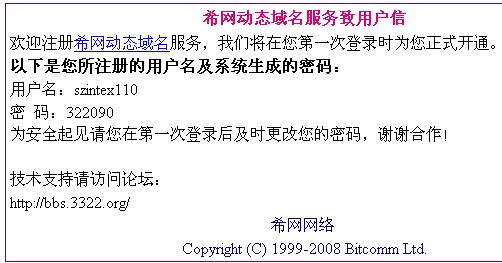 希网动态域名服务致用户信
欢迎注册希网动态域名服务，我们将在您第一次登录时为您正式开通。
以下是您所注册的用户名及系统生成的密码：
用户名：szintex110
密 码：322090
为安全起见请您在第一次登录后及时更改您的密码，谢谢合作！
技术支持请访问论坛：
http://bbs.3322.org/
希网网络
Copyright (C) 1999-2008 Bitcomm Ltd.